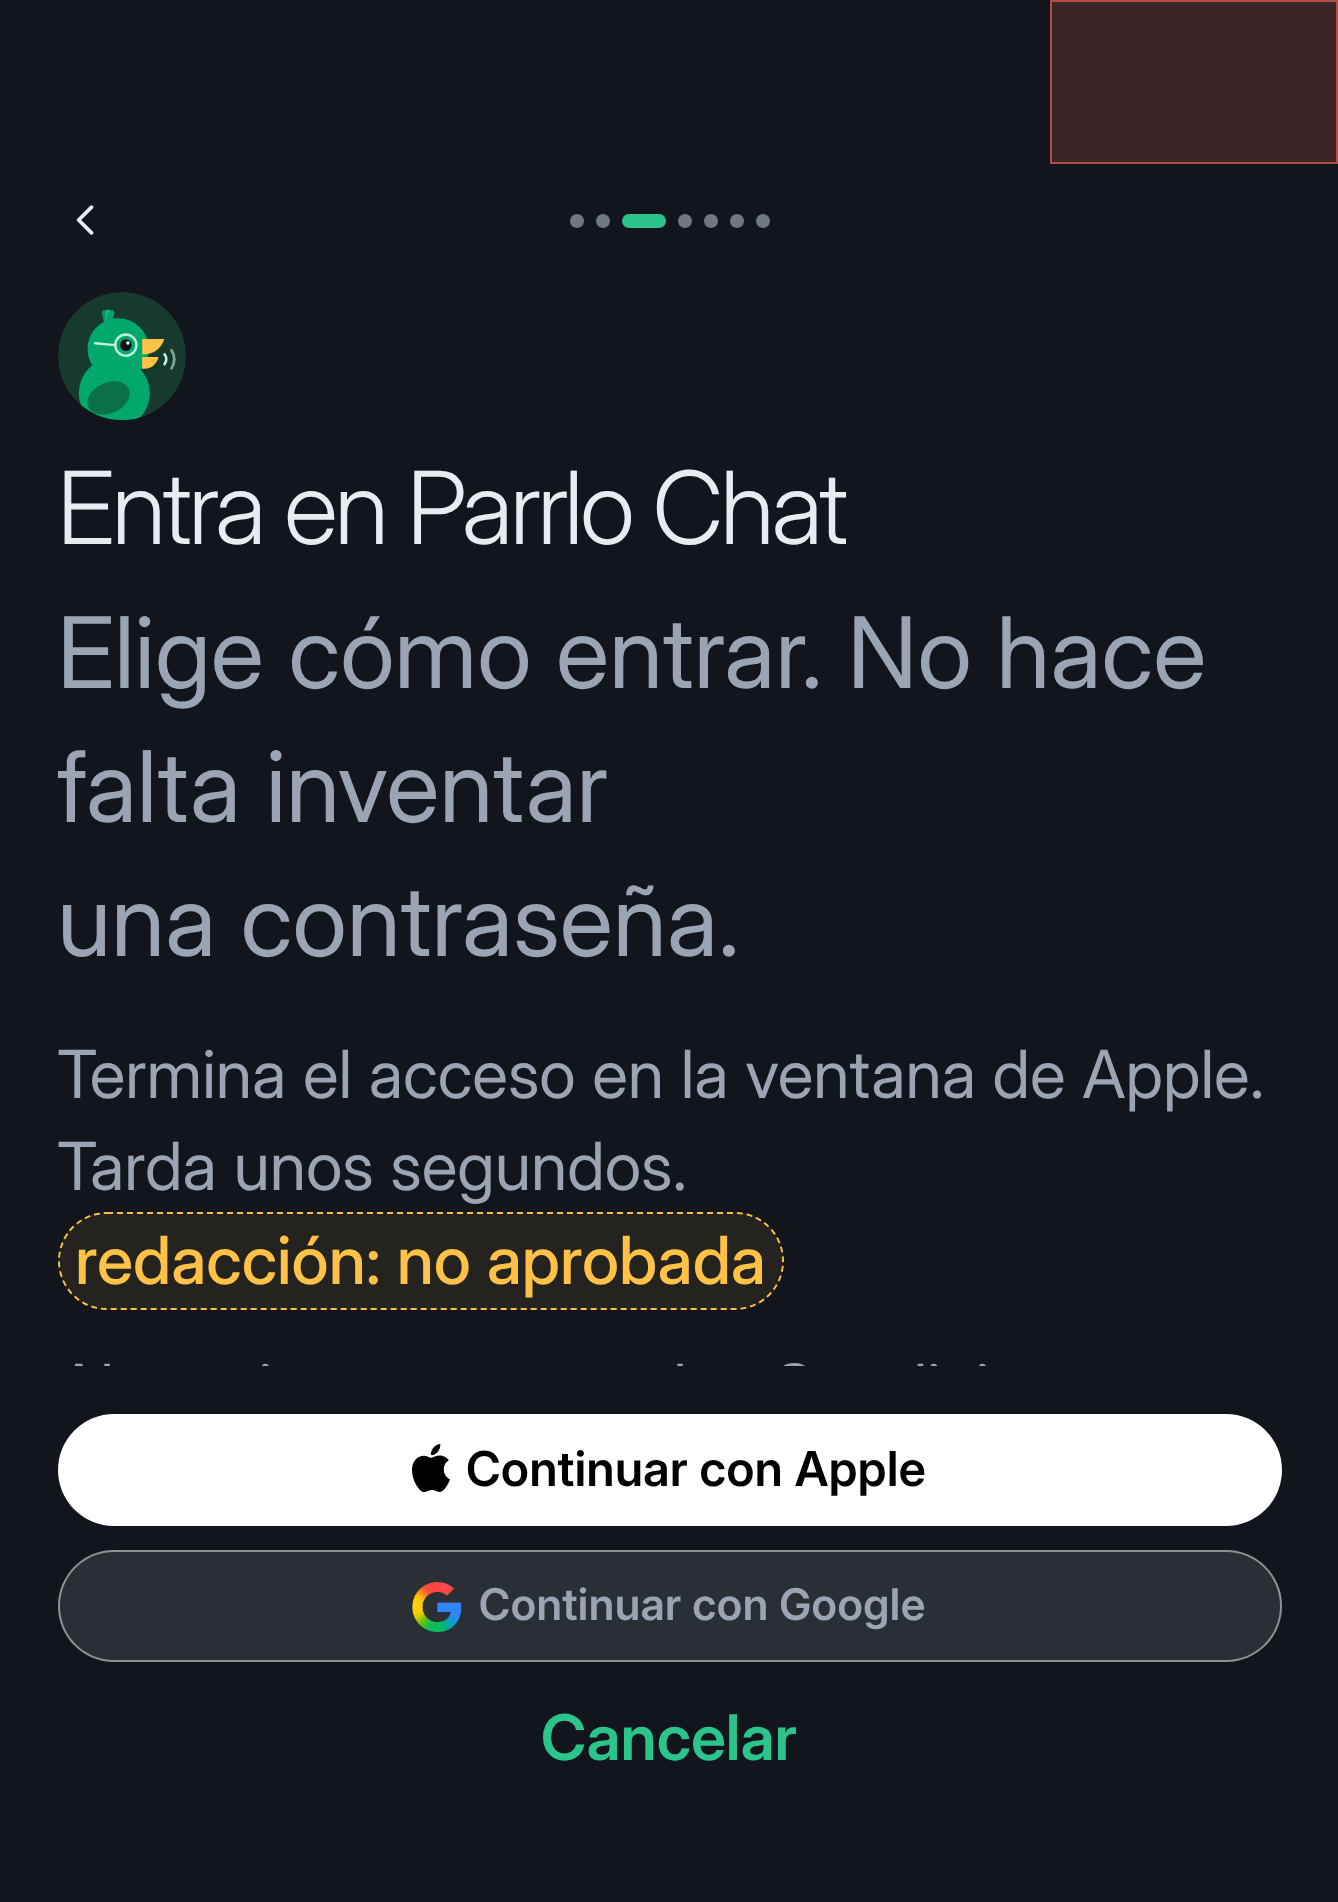 Entra en Parrlo Chat
Elige cómo entrar. No hace
falta inventar
una contraseña.
Termina el acceso en la ventana de Apple.
Tarda unos segundos.
redacción: no aprobada
Continuar con Apple
Continuar con Google
Cancelar